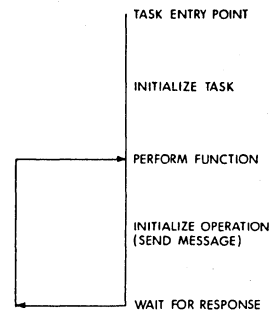 TASK ENTRY POINT
INITIALIZE TASK
PERFORM FUNCTION
INITIALIZE OPERATION
(SEND MESSAGE)
WAIT FOR RESPONSE